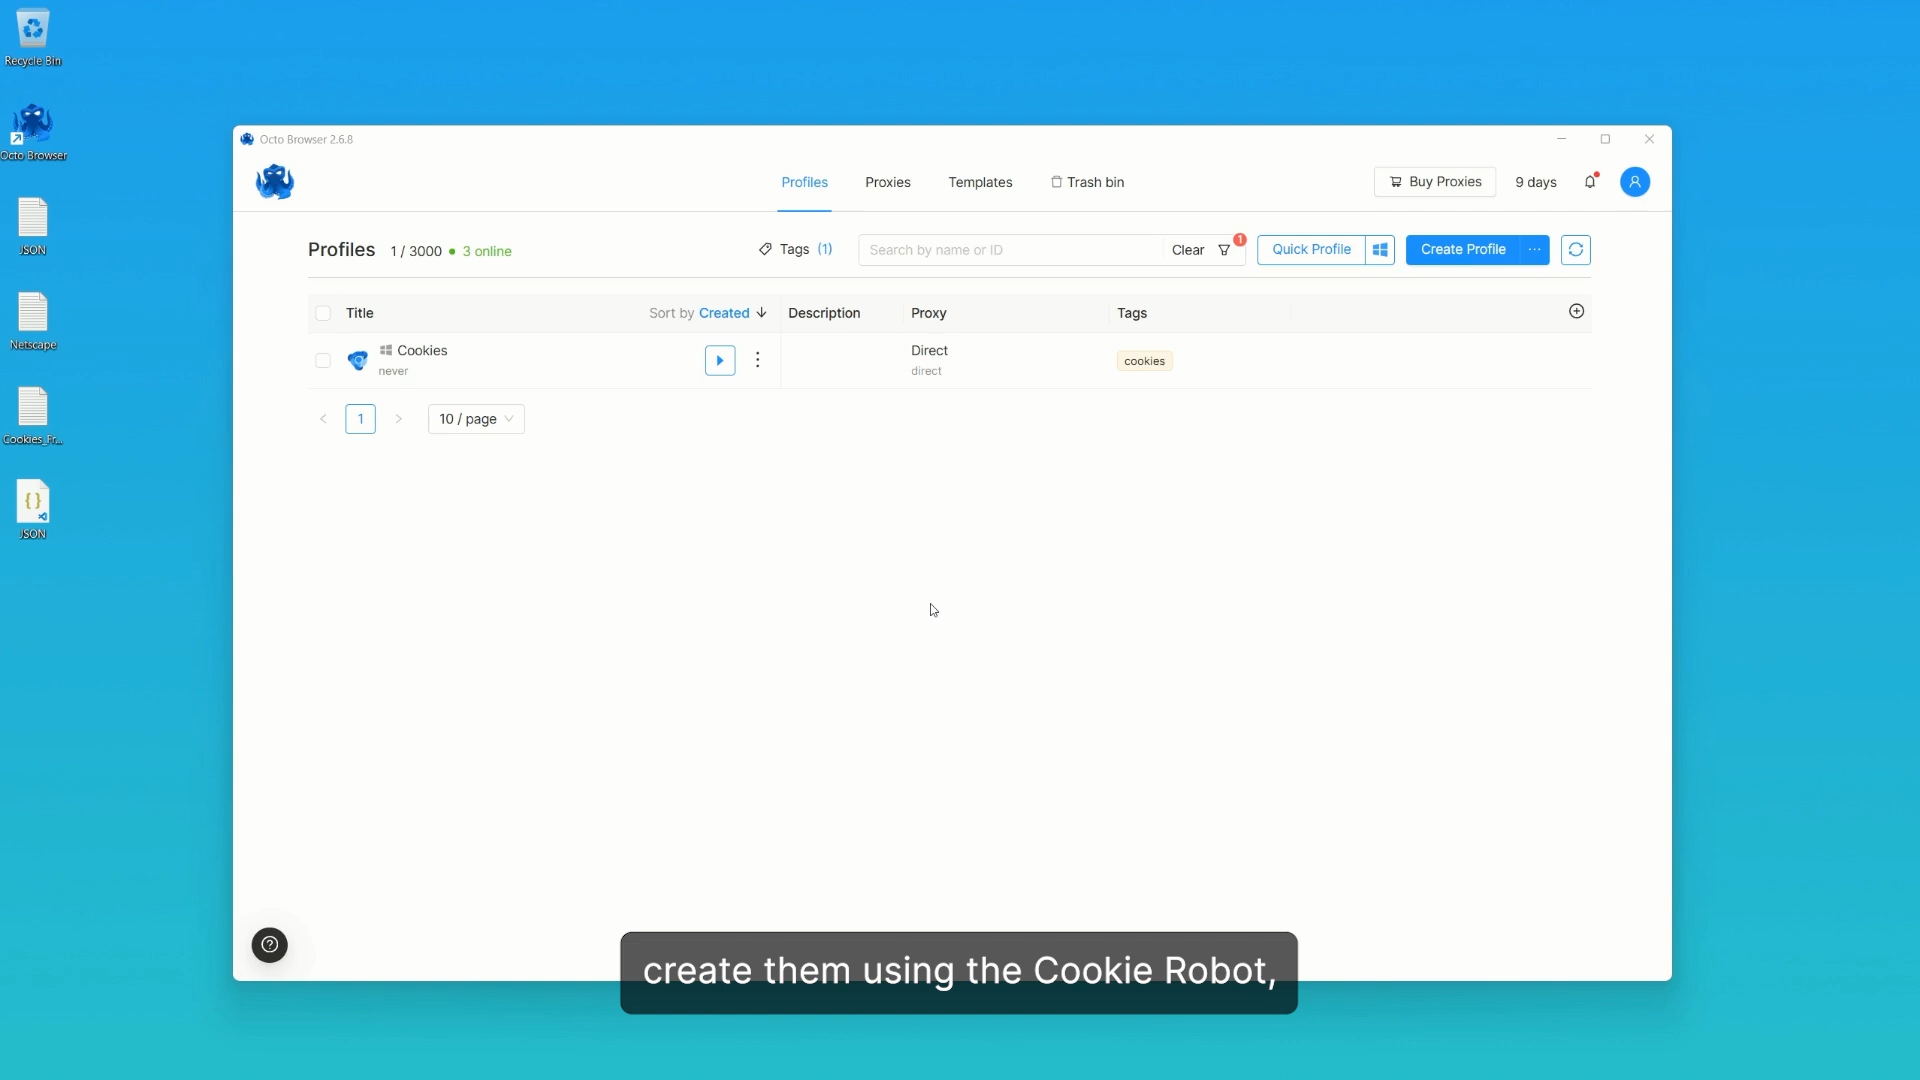 Recycle Bin
Octo Browser
JSON
Netscape
Cookies_Fr...
JSON
Octo Browser 2.6.8
Profiles
Proxies
Templates
Trash bin
Buy Proxies
9 days
Profiles 1 / 3000 3 online
Tags (1)
Search by name or ID
Clear
1
Quick Profile
Create Profile
Title
Sort by Created
Description
Proxy
Tags
Cookies
never
Direct
direct
cookies
1
10 / page
create them using the Cookie Robot,